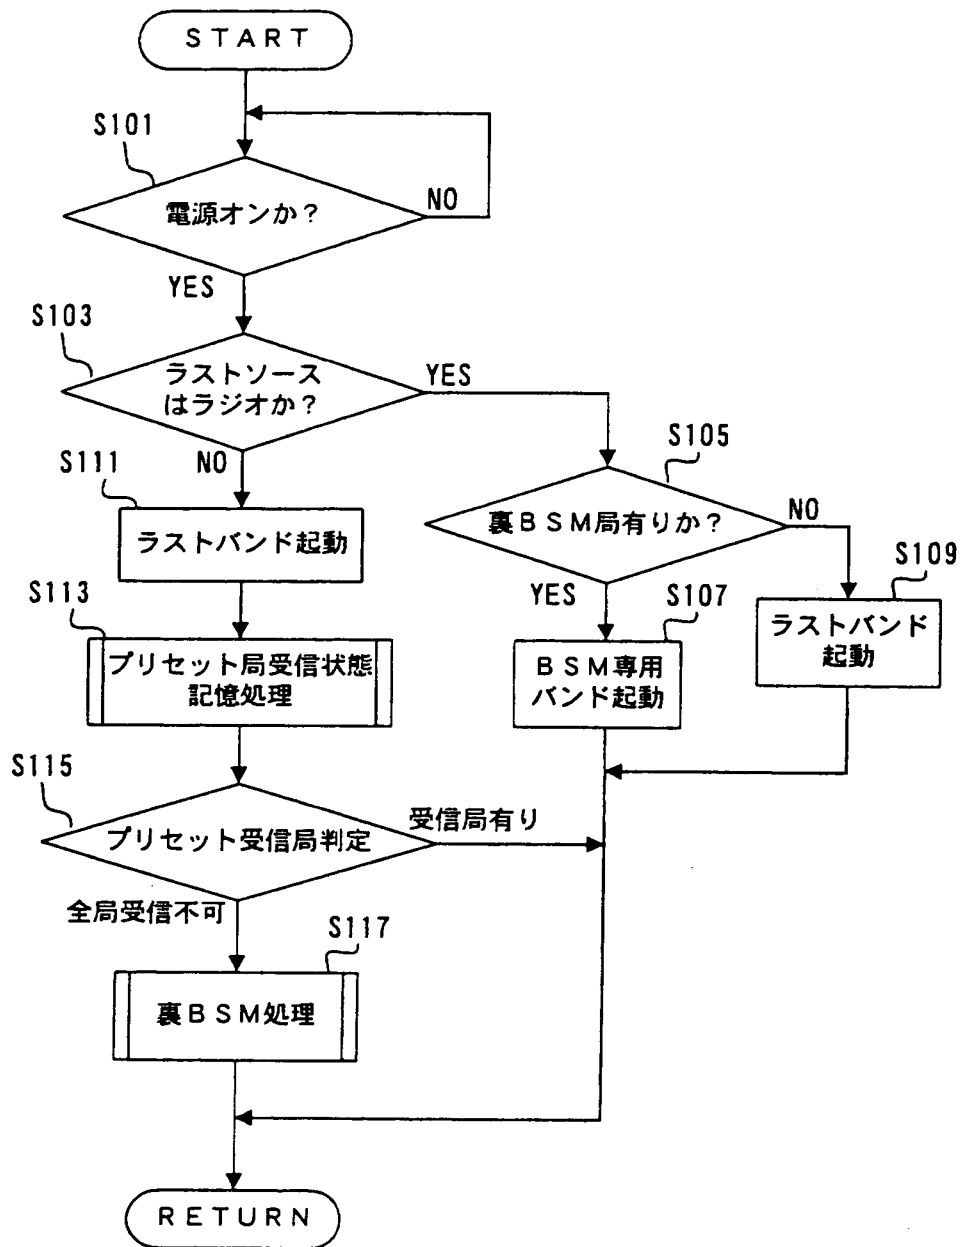 START
S101
電源オンか？
NO
YES
S103
ラストソース
はラジオか？
YES
NO
S105
裏BSM局有りか？
NO
YES
S111
ラストバンド起動
S107
BSM専用
バンド起動
S109
ラストバンド
起動
S113
プリセット局受信状態
記憶処理
S115
プリセット受信局判定
受信局有り
全局受信不可
S117
裏BSM処理
RETURN